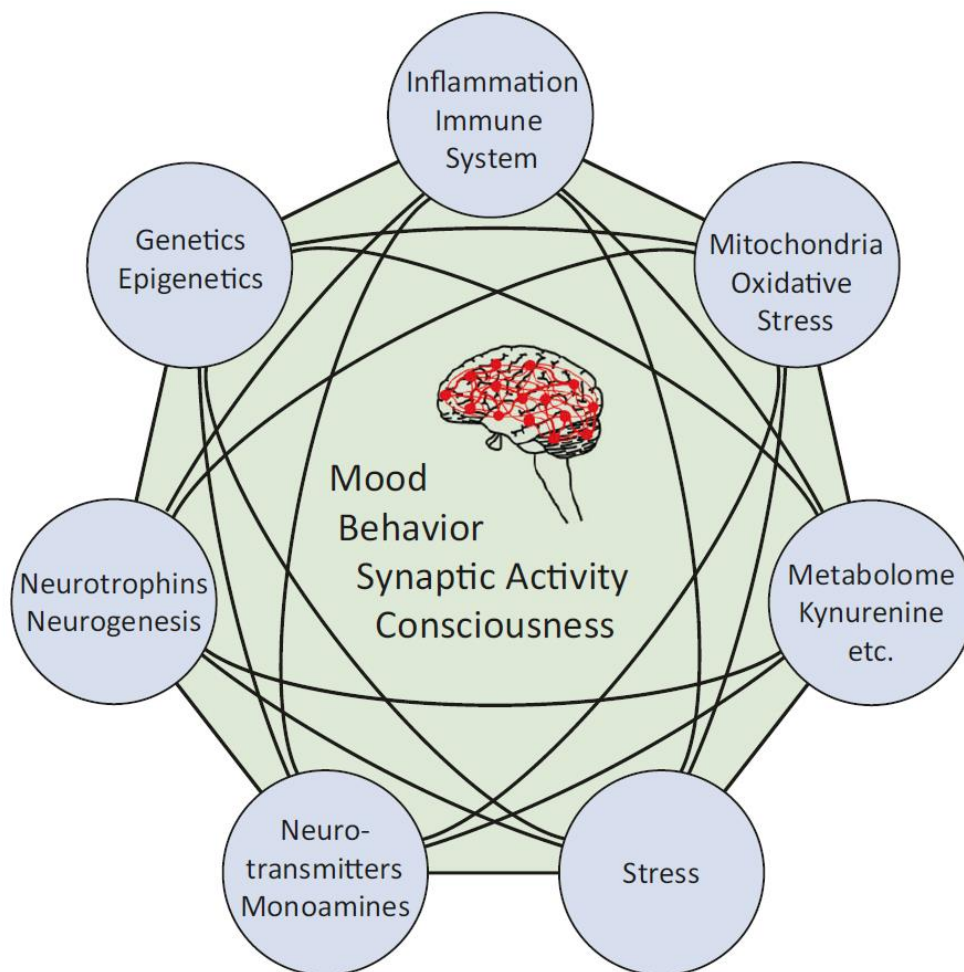 Inflammation
Immune
System
Genetics
Epigenetics
Mitochondria
Oxidative
Stress
Mood
Behavior
Synaptic Activity
Consciousness
Neurotrophins
Neurogenesis
Metabolome
Kynurenine
etc.
Neuro-
transmitters
Monoamines
Stress